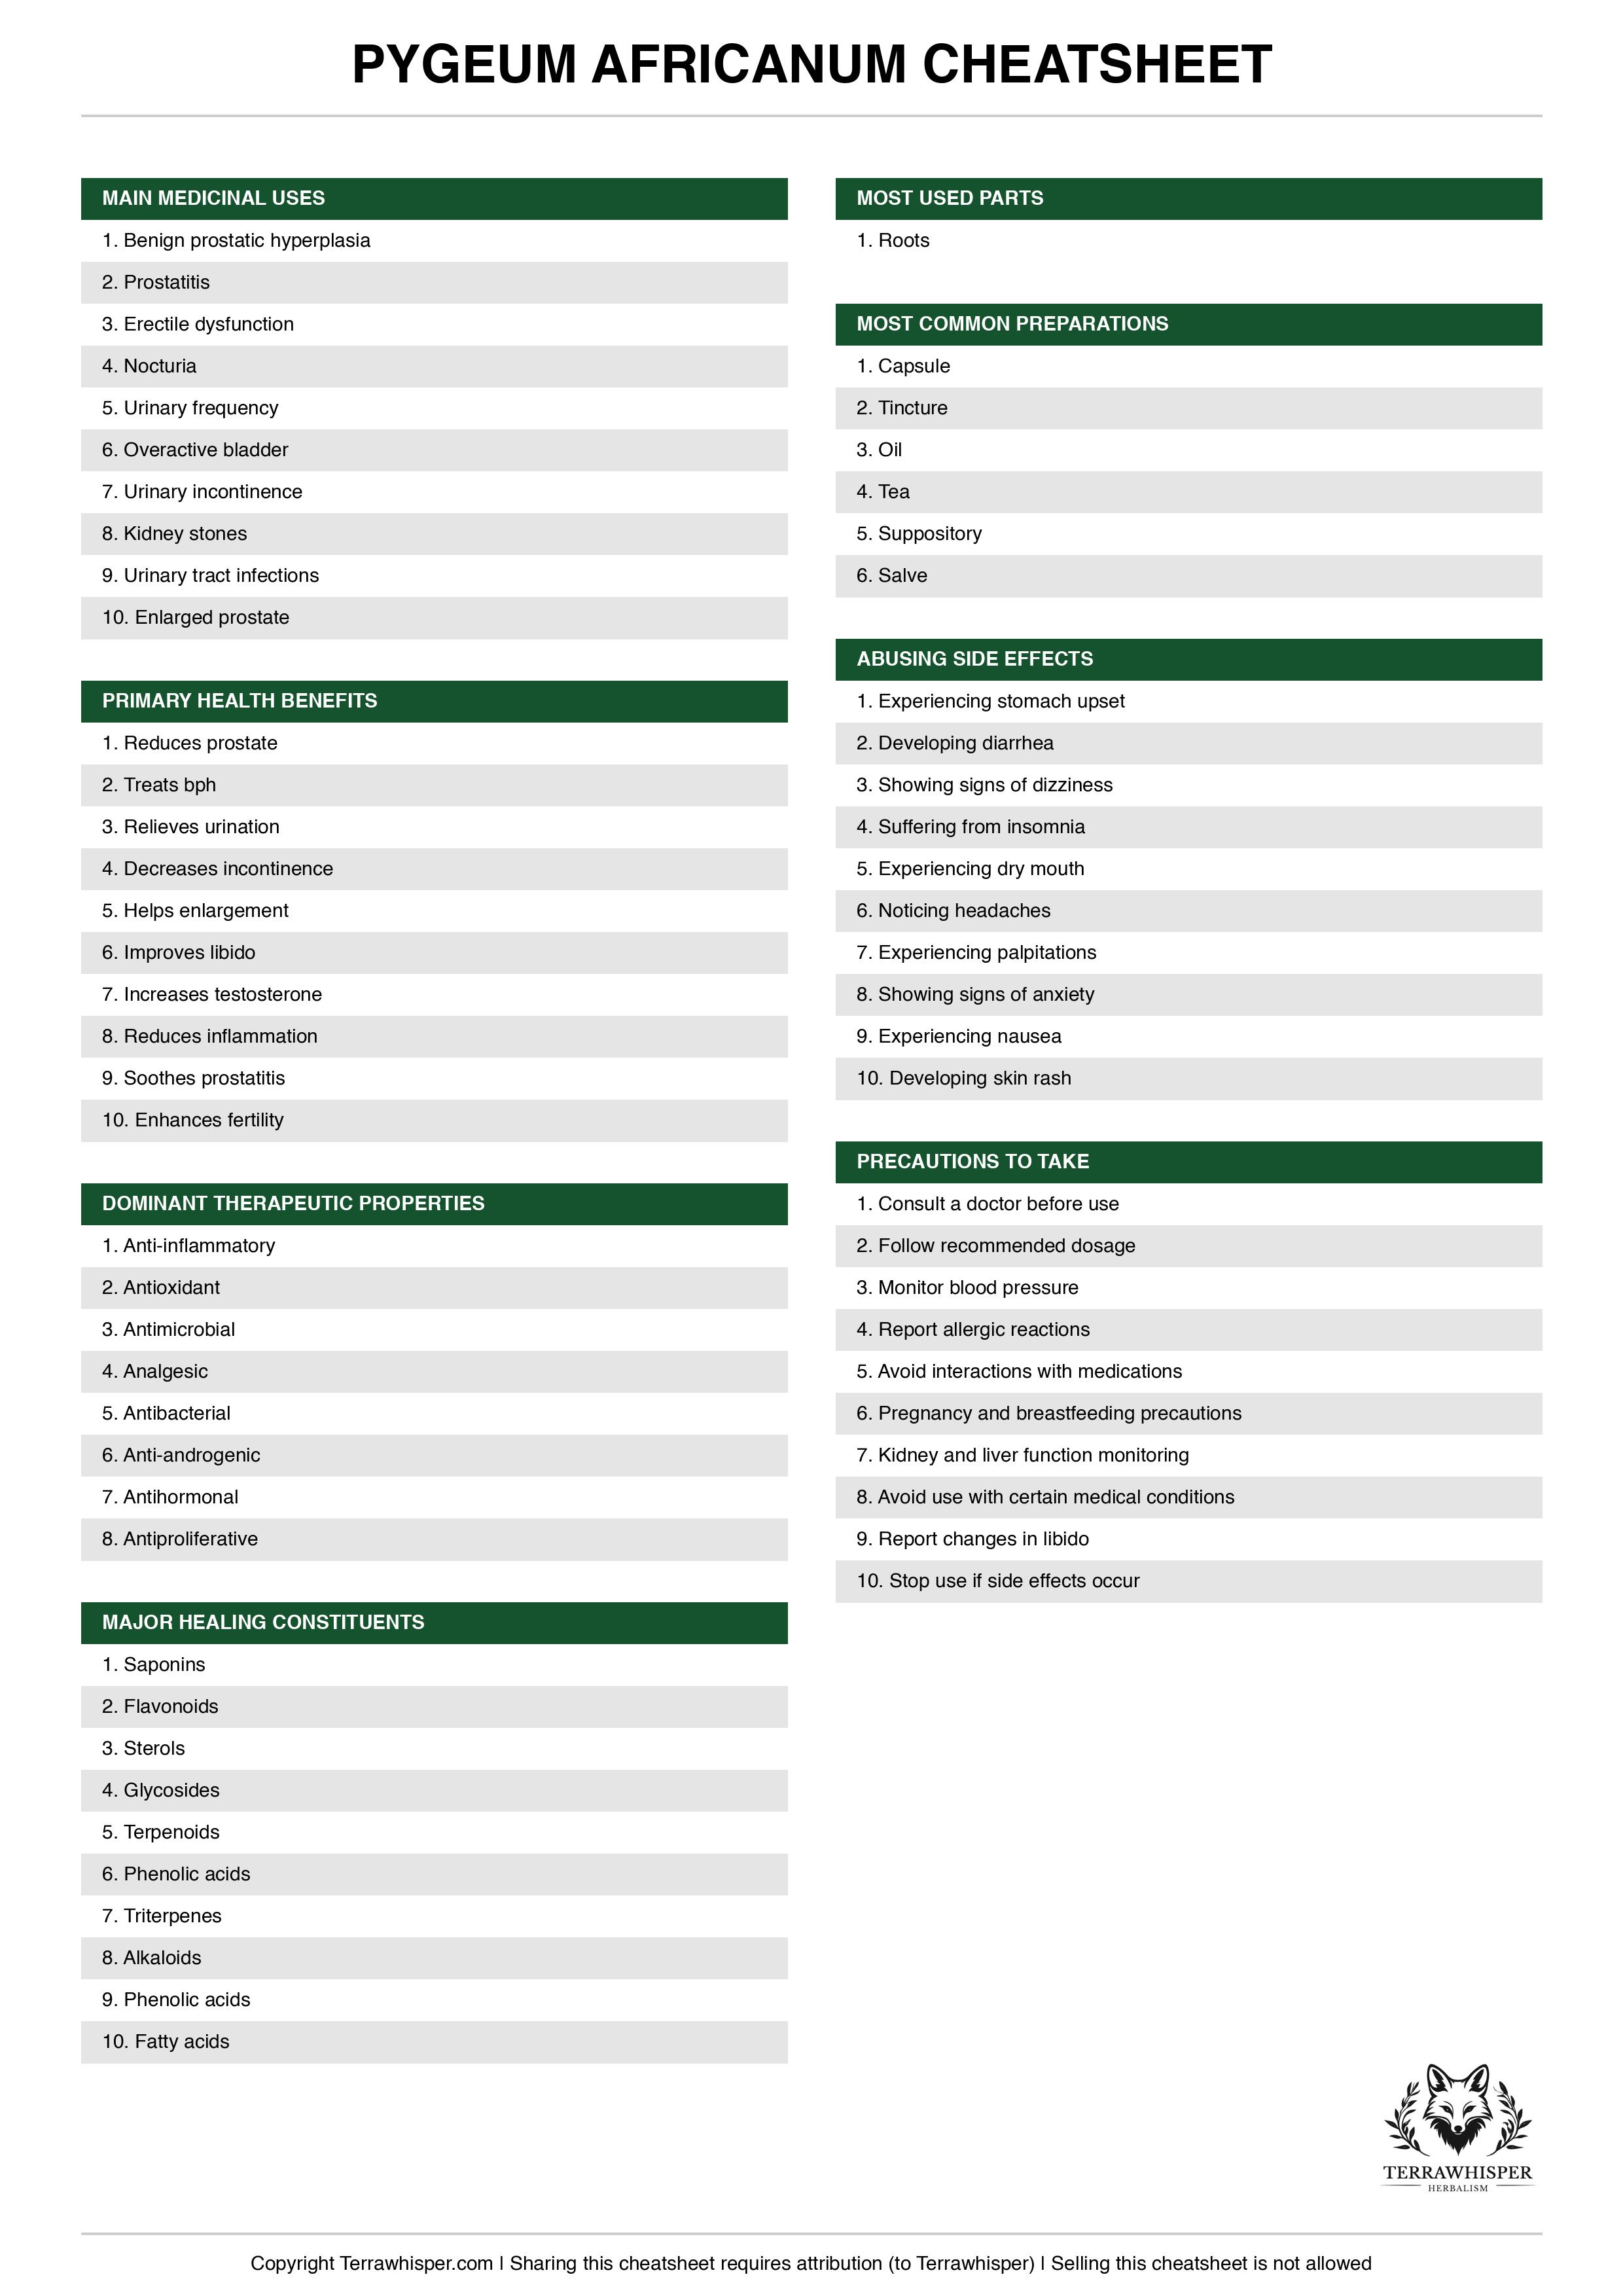 PYGEUM AFRICANUM CHEATSHEET
MAIN MEDICINAL USES
1. Benign prostatic hyperplasia
2. Prostatitis
3. Erectile dysfunction
4. Nocturia
5. Urinary frequency
6. Overactive bladder
7. Urinary incontinence
8. Kidney stones
9. Urinary tract infections
10. Enlarged prostate
PRIMARY HEALTH BENEFITS
1. Reduces prostate
2. Treats bph
3. Relieves urination
4. Decreases incontinence
5. Helps enlargement
6. Improves libido
7. Increases testosterone
8. Reduces inflammation
9. Soothes prostatitis
10. Enhances fertility
DOMINANT THERAPEUTIC PROPERTIES
1. Anti-inflammatory
2. Antioxidant
3. Antimicrobial
4. Analgesic
5. Antibacterial
6. Anti-androgenic
7. Antihormonal
8. Antiproliferative
MAJOR HEALING CONSTITUENTS
1. Saponins
2. Flavonoids
3. Sterols
4. Glycosides
5. Terpenoids
6. Phenolic acids
7. Triterpenes
8. Alkaloids
9. Phenolic acids
10. Fatty acids
MOST USED PARTS
1. Roots
MOST COMMON PREPARATIONS
1. Capsule
2. Tincture
3. Oil
4. Tea
5. Suppository
6. Salve
ABUSING SIDE EFFECTS
1. Experiencing stomach upset
2. Developing diarrhea
3. Showing signs of dizziness
4. Suffering from insomnia
5. Experiencing dry mouth
6. Noticing headaches
7. Experiencing palpitations
8. Showing signs of anxiety
9. Experiencing nausea
10. Developing skin rash
PRECAUTIONS TO TAKE
1. Consult a doctor before use
2. Follow recommended dosage
3. Monitor blood pressure
4. Report allergic reactions
5. Avoid interactions with medications
6. Pregnancy and breastfeeding precautions
7. Kidney and liver function monitoring
8. Avoid use with certain medical conditions
9. Report changes in libido
10. Stop use if side effects occur
TERRAWHISPER
HERBALISM
Copyright Terrawhisper.com | Sharing this cheatsheet requires attribution (to Terrawhisper) | Selling this cheatsheet is not allowed